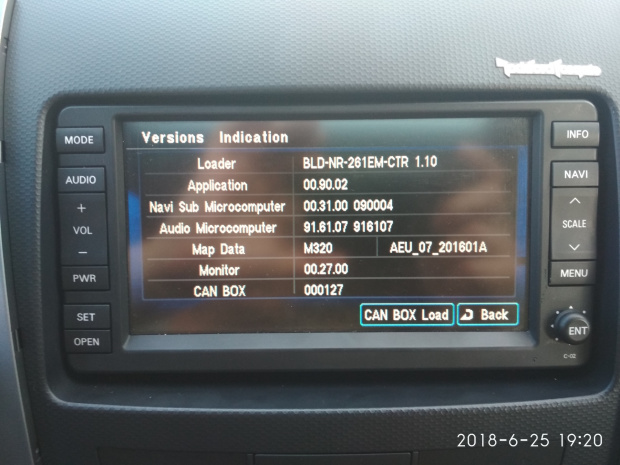 Rockford Fosgate
MODE
AUDIO
+
VOL
−
PWR
SET
OPEN
Versions Indication
Loader BLD-NR-261EM-CTR 1.10
Application 00.90.02
Navi Sub Microcomputer 00.31.00 090004
Audio Microcomputer 91.61.07 916107
Map Data M320 AEU_07_201601A
Monitor 00.27.00
CAN BOX 000127
CAN BOX Load Back
INFO
NAVI
SCALE
MENU
ENT
C-02
2018-6-25 19:20